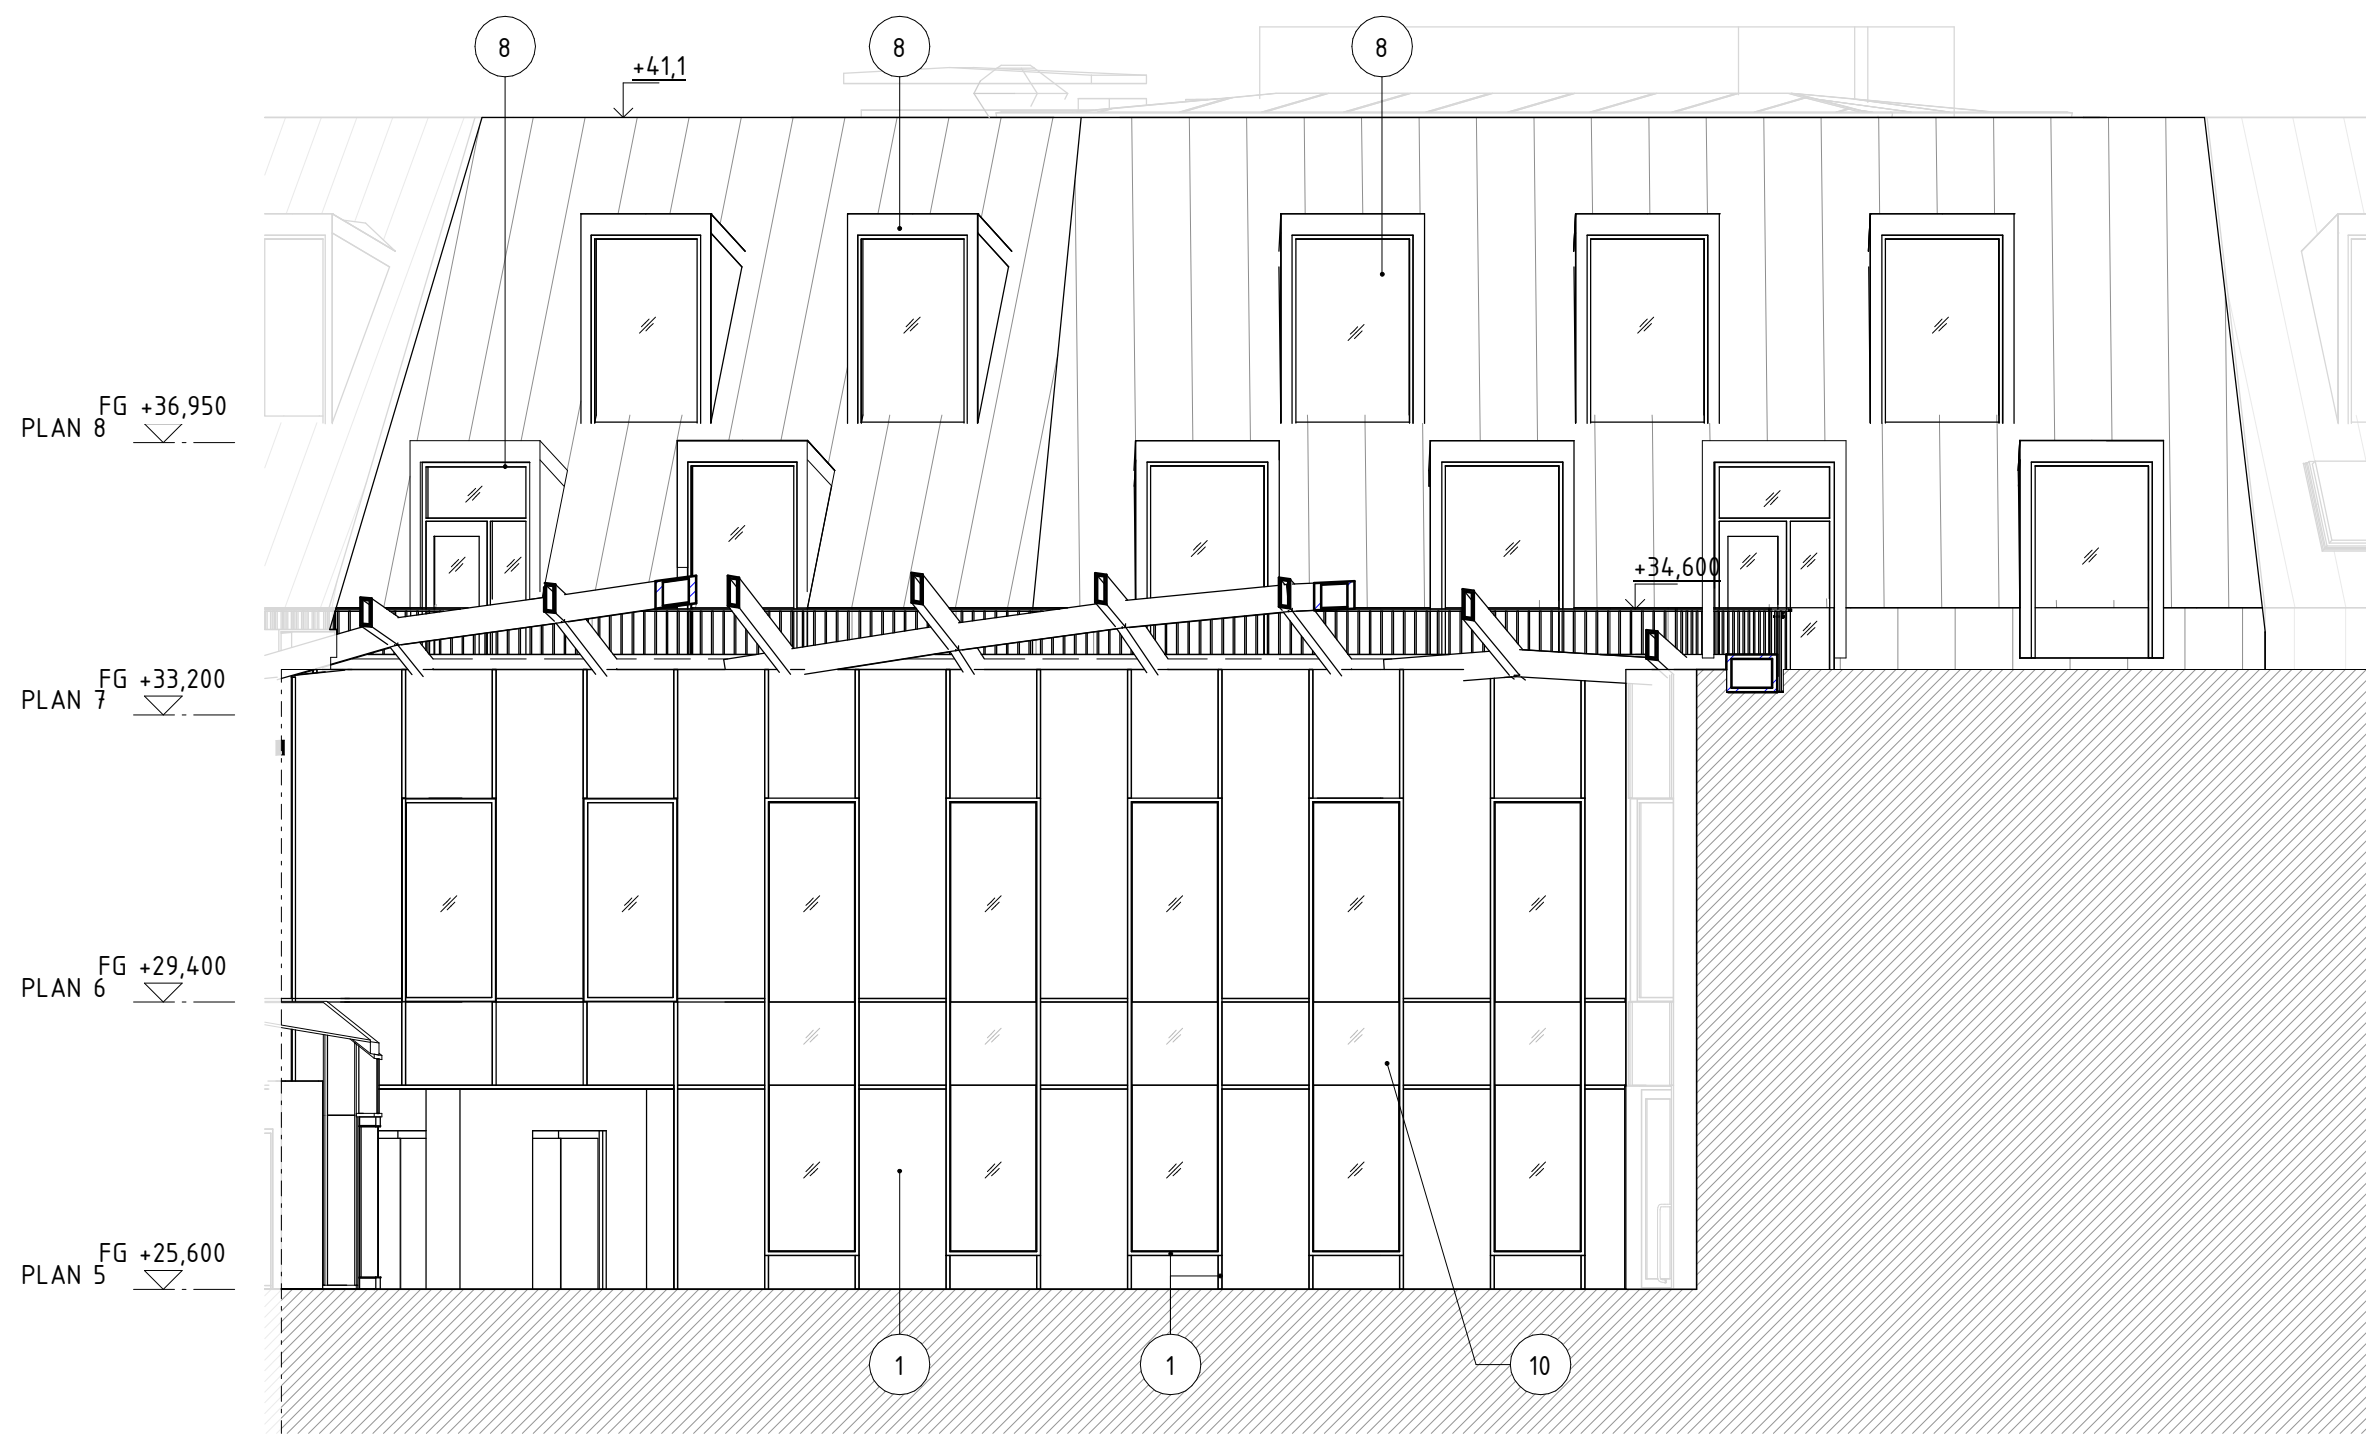 8
8
8
+41,1
FG +36,950
PLAN 8
+34,600
FG +33,200
PLAN 7
FG +29,400
PLAN 6
FG +25,600
PLAN 5
1
1
10